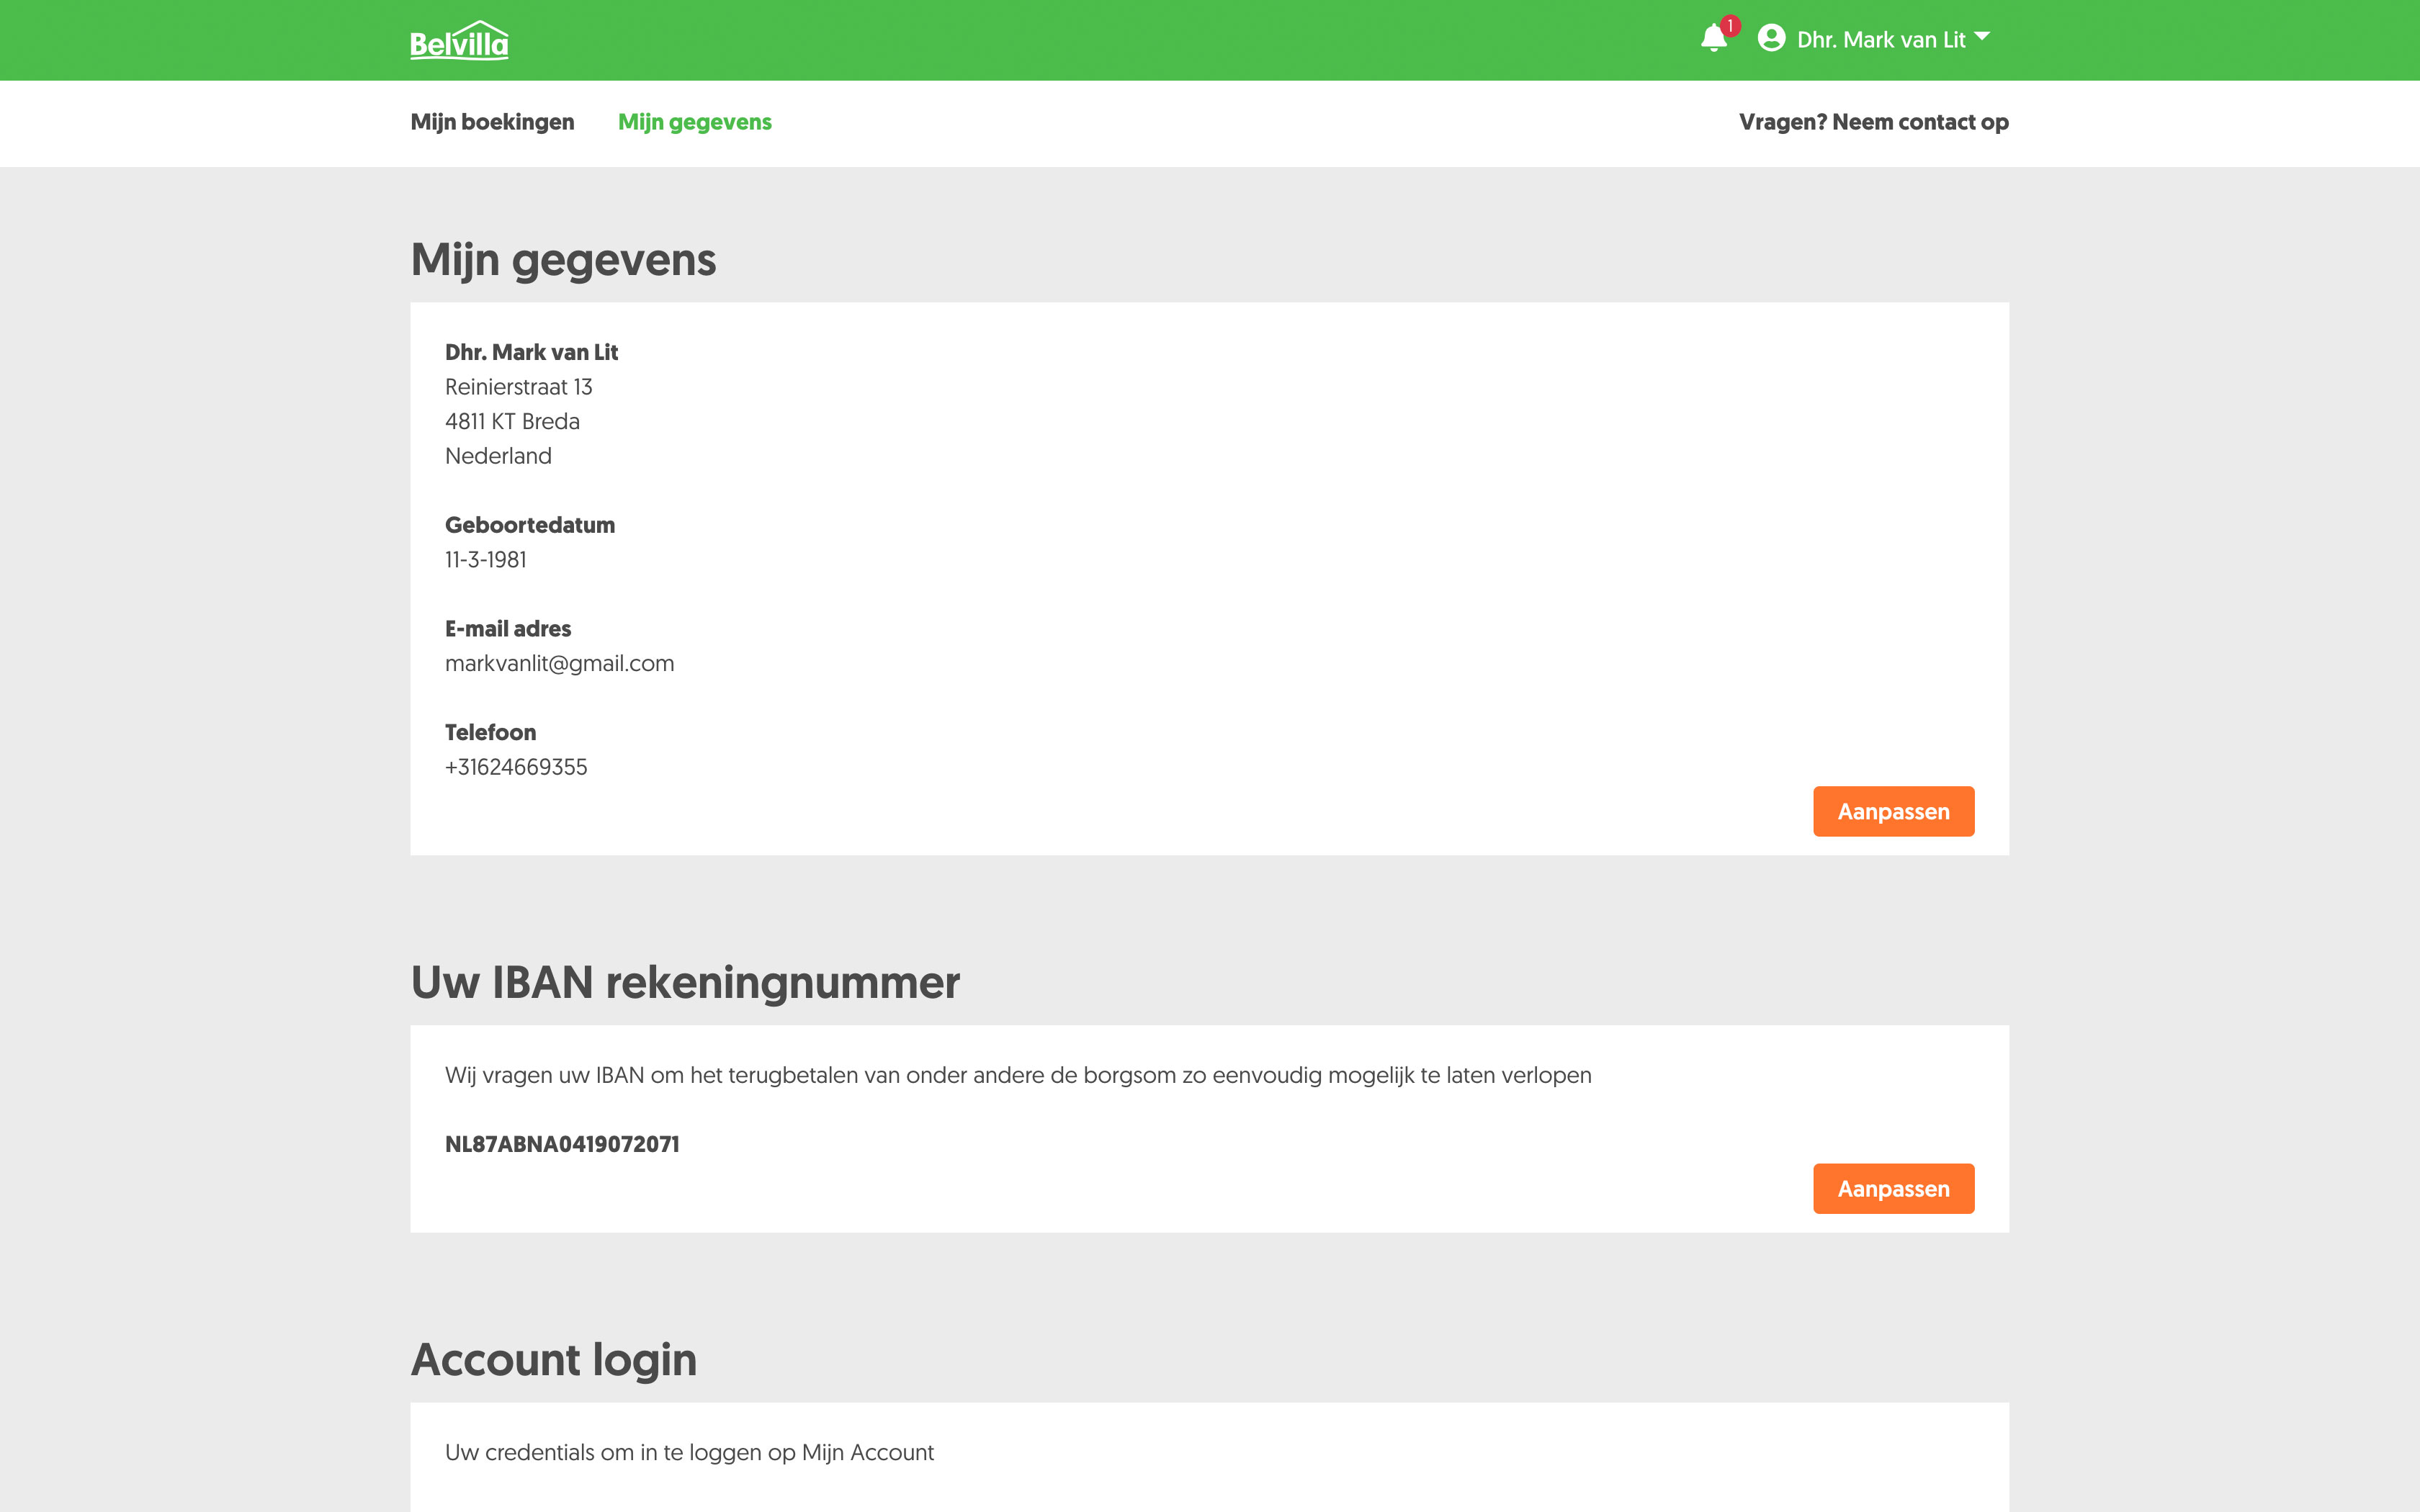 Belvilla
1
Dhr. Mark van Lit
Mijn boekingen
Mijn gegevens
Vragen? Neem contact op
Mijn gegevens
Dhr. Mark van Lit
Reinierstraat 13
4811 KT Breda
Nederland
Geboortedatum
11-3-1981
E-mail adres
markvanlit@gmail.com
Telefoon
+31624669355
Aanpassen
Uw IBAN rekeningnummer
Wij vragen uw IBAN om het terugbetalen van onder andere de borgsom zo eenvoudig mogelijk te laten verlopen
NL87ABNA0419072071
Aanpassen
Account login
Uw credentials om in te loggen op Mijn Account